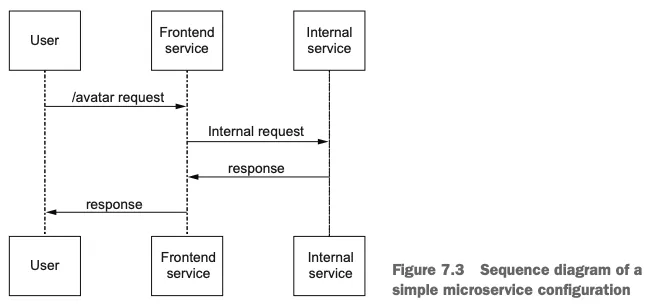 User
Frontend
service
Internal
service
/avatar request
Internal request
response
response
User
Frontend
service
Internal
service
Figure 7.3 Sequence diagram of a
simple microservice configuration